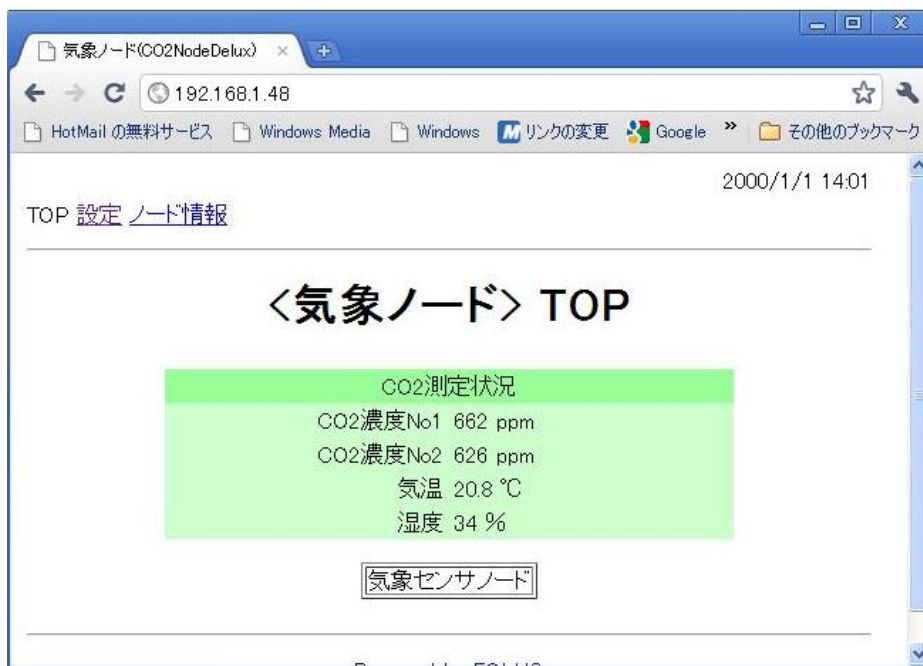 気象ノード(CO2NodeDelux)
192.168.1.48
HotMail の無料サービス Windows Media Windows リンクの変更 Google » その他のブックマーク
2000/1/1 14:01
TOP 設定 ノード情報
<気象ノード> TOP
CO2測定状況
CO2濃度No1 662 ppm
CO2濃度No2 626 ppm
気温 20.8 ℃
湿度 34 %
気象センサノード